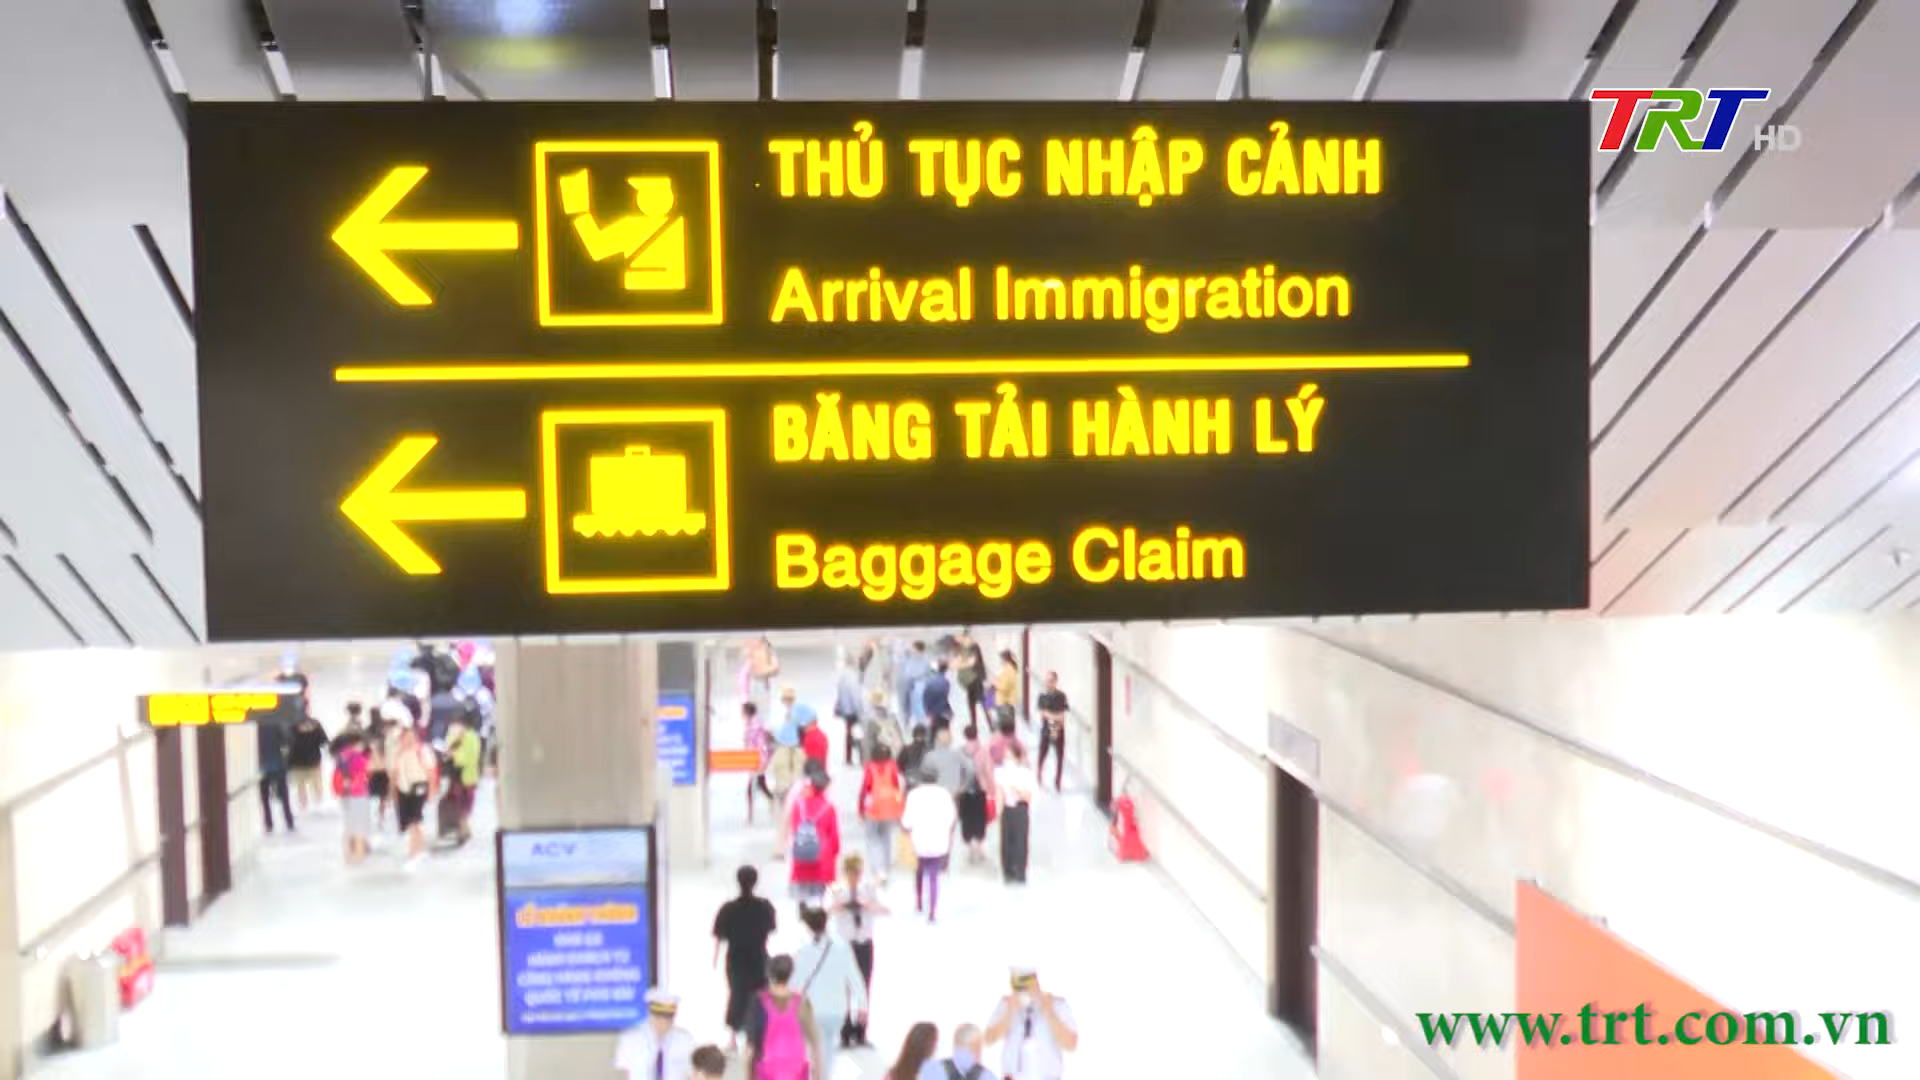 TRT HD
THỦ TỤC NHẬP CẢNH
Arrival Immigration
BĂNG TẢI HÀNH LÝ
Baggage Claim
ACV
www.trt.com.vn